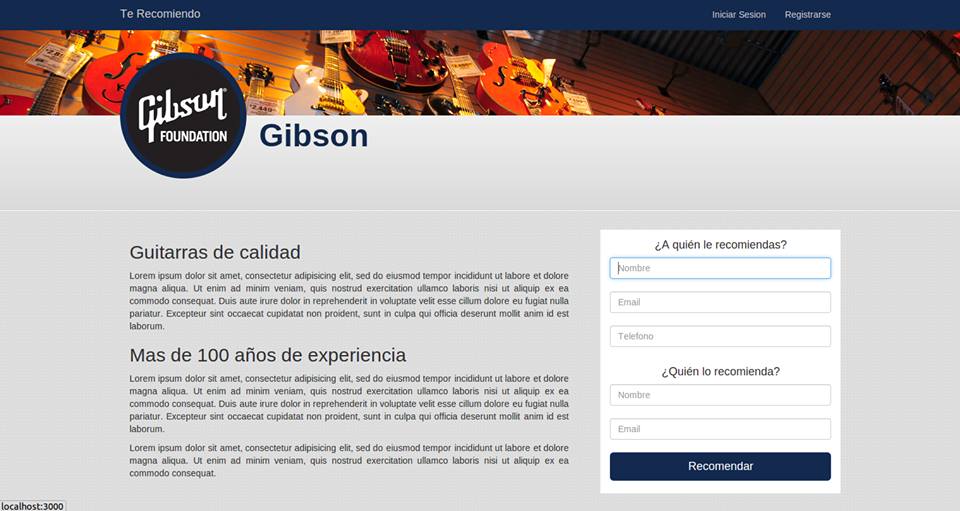 Te Recomiendo
Iniciar Sesion
Registrarse
Gibson
FOUNDATION
Gibson
Guitarras de calidad
Lorem ipsum dolor sit amet, consectetur adipisicing elit, sed do eiusmod tempor incididunt ut labore et dolore
magna aliqua. Ut enim ad minim veniam, quis nostrud exercitation ullamco laboris nisi ut aliquip ex ea
commodo consequat. Duis aute irure dolor in reprehenderit in voluptate velit esse cillum dolore eu fugiat nulla
pariatur. Excepteur sint occaecat cupidatat non proident, sunt in culpa qui officia deserunt mollit anim id est
laborum.
Mas de 100 años de experiencia
Lorem ipsum dolor sit amet, consectetur adipisicing elit, sed do eiusmod tempor incididunt ut labore et dolore
magna aliqua. Ut enim ad minim veniam, quis nostrud exercitation ullamco laboris nisi ut aliquip ex ea
commodo consequat. Duis aute irure dolor in reprehenderit in voluptate velit esse cillum dolore eu fugiat nulla
pariatur. Excepteur sint occaecat cupidatat non proident, sunt in culpa qui officia deserunt mollit anim id est
laborum.
Lorem ipsum dolor sit amet, consectetur adipisicing elit, sed do eiusmod tempor incididunt ut labore et dolore
magna aliqua. Ut enim ad minim veniam, quis nostrud exercitation ullamco laboris nisi ut aliquip ex ea
commodo consequat.
¿A quién le recomiendas?
Nombre
Email
Telefono
¿Quién lo recomienda?
Nombre
Email
Recomendar
localhost:3000